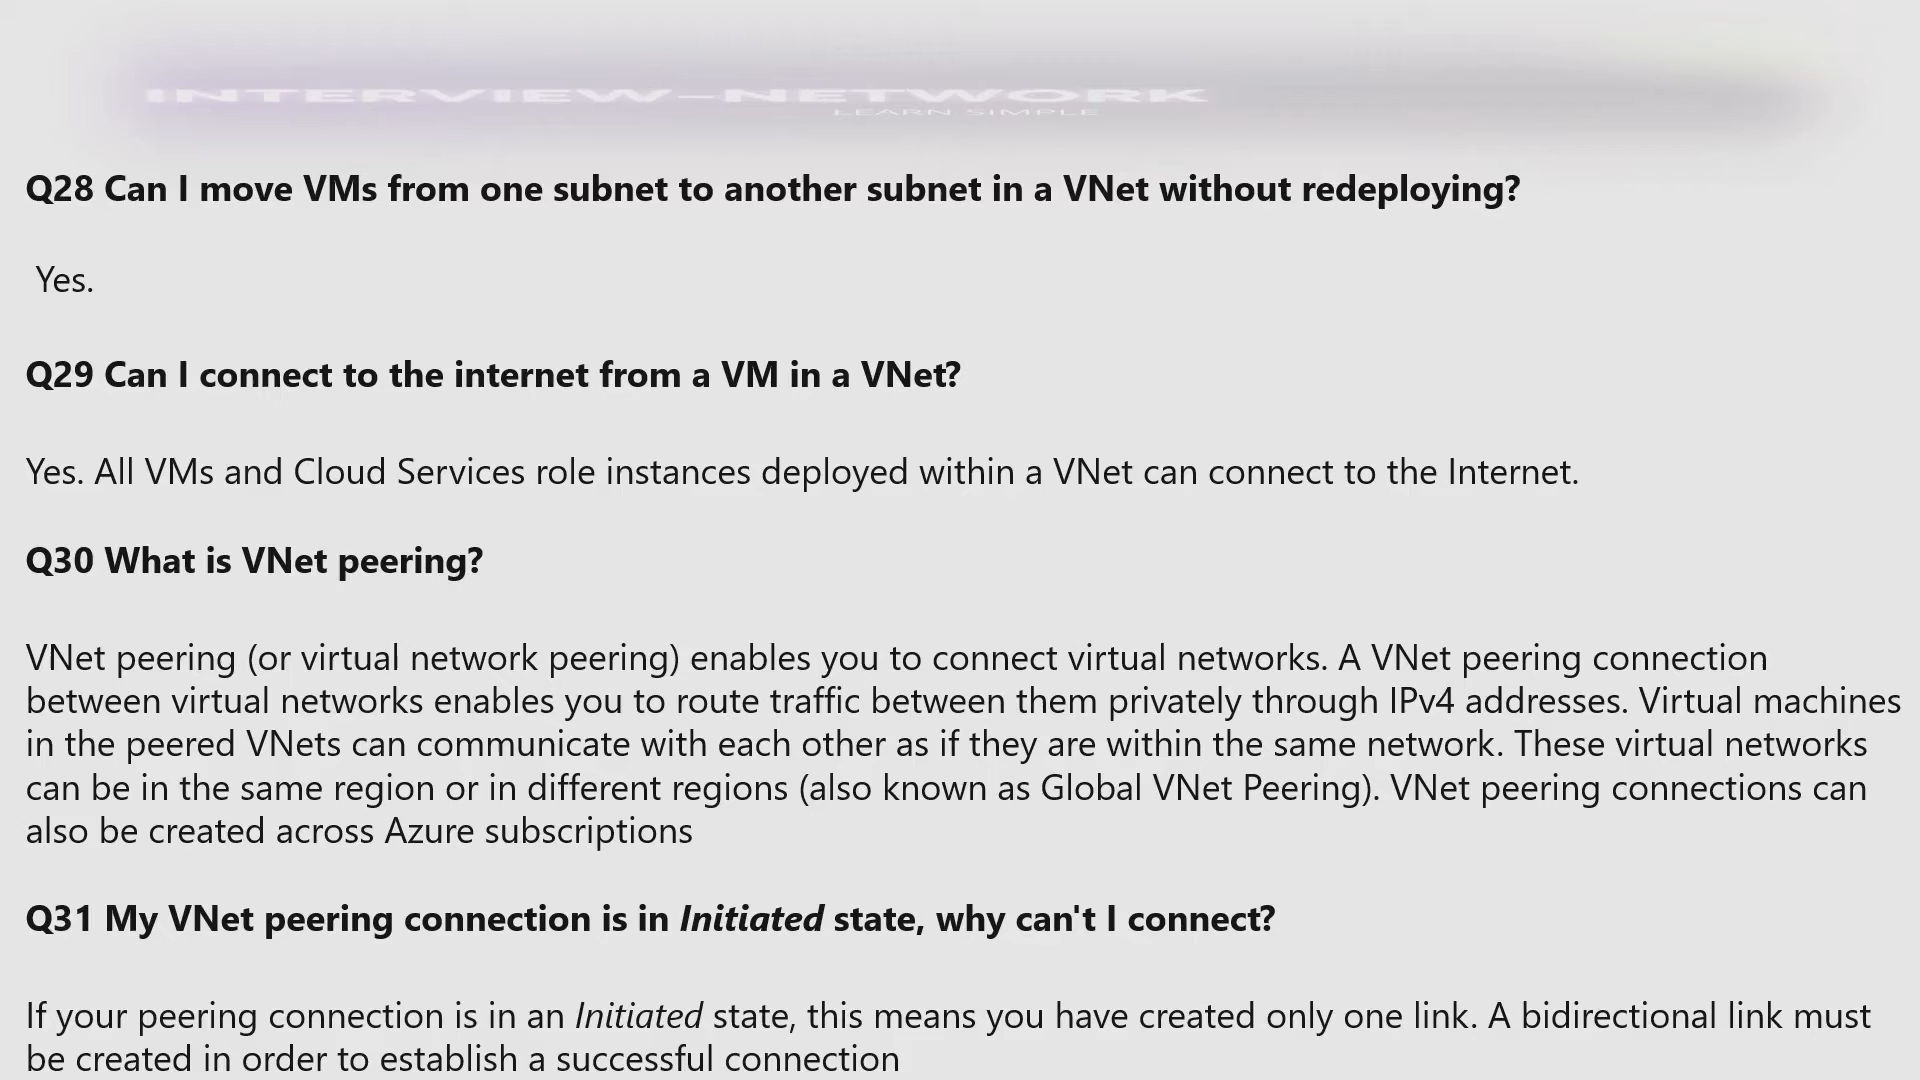 INTERVIEW-NETWORK
LEARN SIMPLE
Q28 Can I move VMs from one subnet to another subnet in a VNet without redeploying?
Yes.
Q29 Can I connect to the internet from a VM in a VNet?
Yes. All VMs and Cloud Services role instances deployed within a VNet can connect to the Internet.
Q30 What is VNet peering?
VNet peering (or virtual network peering) enables you to connect virtual networks. A VNet peering connection
between virtual networks enables you to route traffic between them privately through IPv4 addresses. Virtual machines
in the peered VNets can communicate with each other as if they are within the same network. These virtual networks
can be in the same region or in different regions (also known as Global VNet Peering). VNet peering connections can
also be created across Azure subscriptions
Q31 My VNet peering connection is in Initiated state, why can't I connect?
If your peering connection is in an Initiated state, this means you have created only one link. A bidirectional link must
be created in order to establish a successful connection